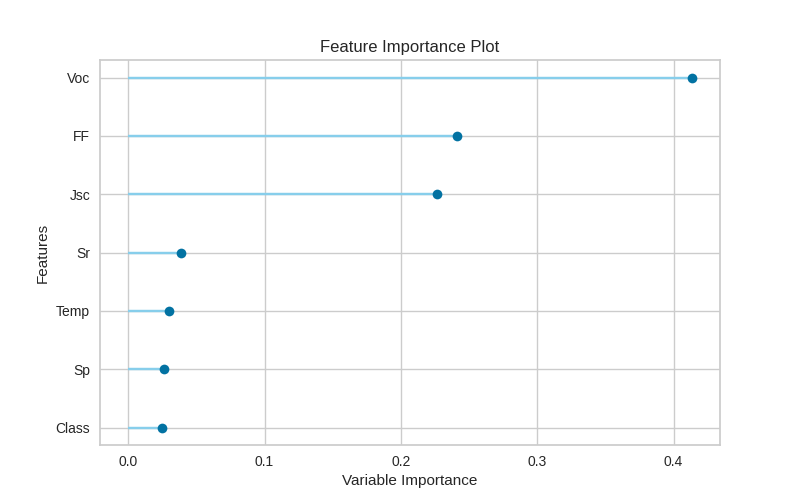 Feature Importance Plot
Voc
FF
Jsc
Sr
Temp
Sp
Class
Features
0.0 0.1 0.2 0.3 0.4
Variable Importance